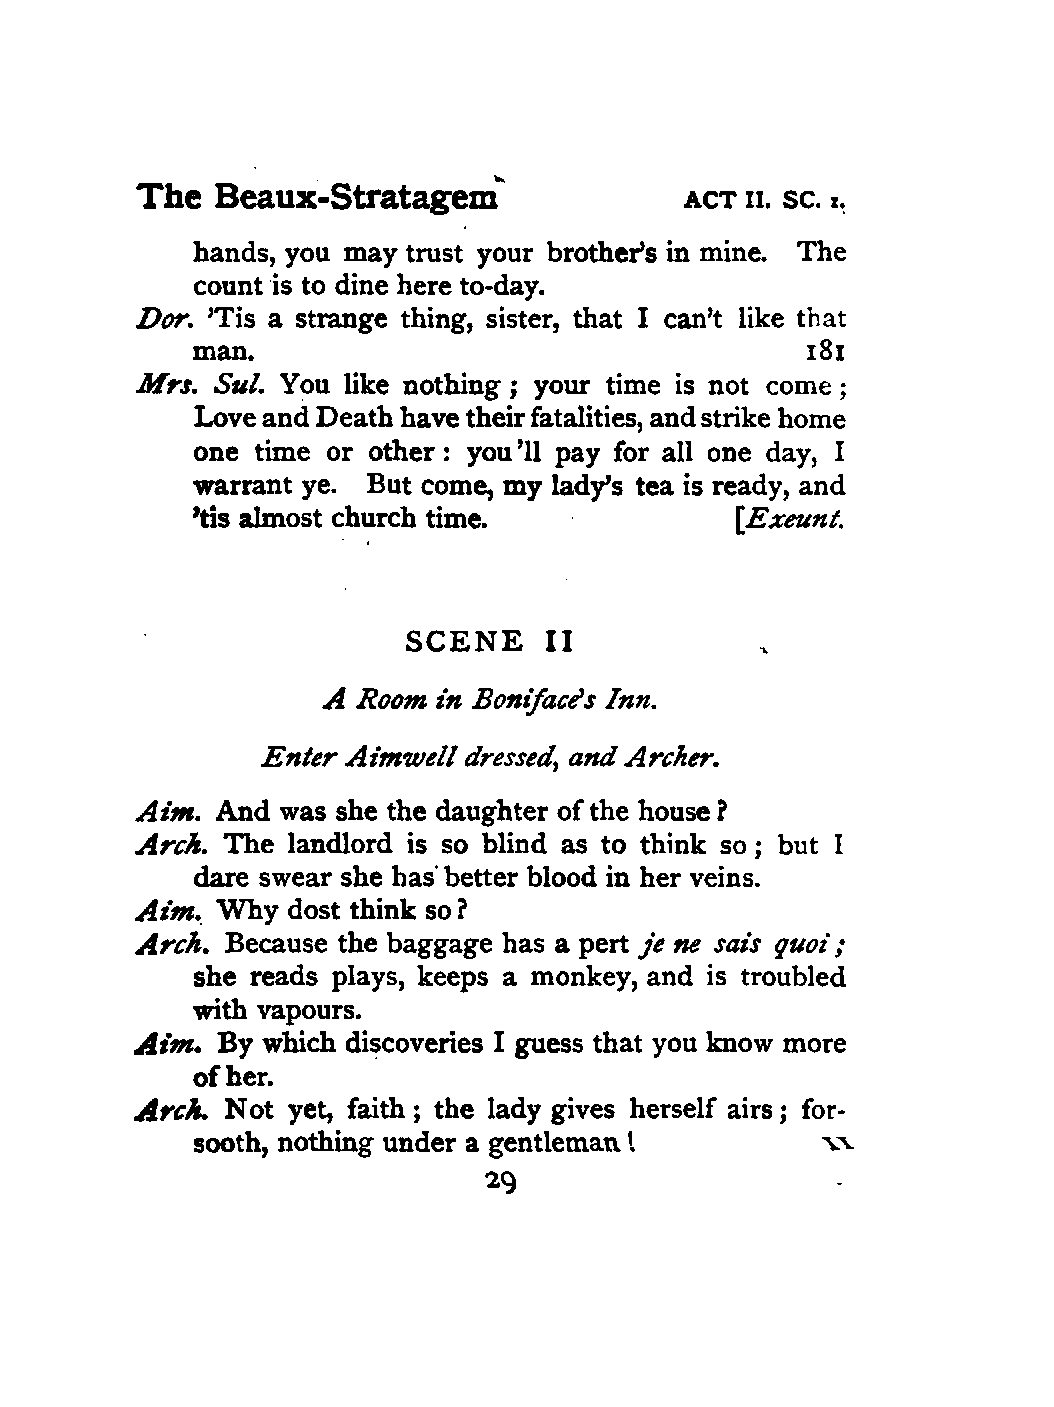 The Beaux-Stratagem ACT II. SC. 1.
hands, you may trust your brother's in mine. The
count is to dine here to-day.
Dor. 'Tis a strange thing, sister, that I can't like that
man. 181
Mrs. Sul. You like nothing; your time is not come;
Love and Death have their fatalities, and strike home
one time or other: you'll pay for all one day, I
warrant ye. But come, my lady's tea is ready, and
'tis almost church time. [Exeunt.
SCENE II
A Room in Boniface's Inn.
Enter Aimwell dressed, and Archer.
Aim. And was she the daughter of the house?
Arch. The landlord is so blind as to think so; but I
dare swear she has better blood in her veins.
Aim. Why dost think so?
Arch. Because the baggage has a pert je ne sais quoi;
she reads plays, keeps a monkey, and is troubled
with vapours.
Aim. By which discoveries I guess that you know more
of her.
Arch. Not yet, faith; the lady gives herself airs; for-
sooth, nothing under a gentleman!
29